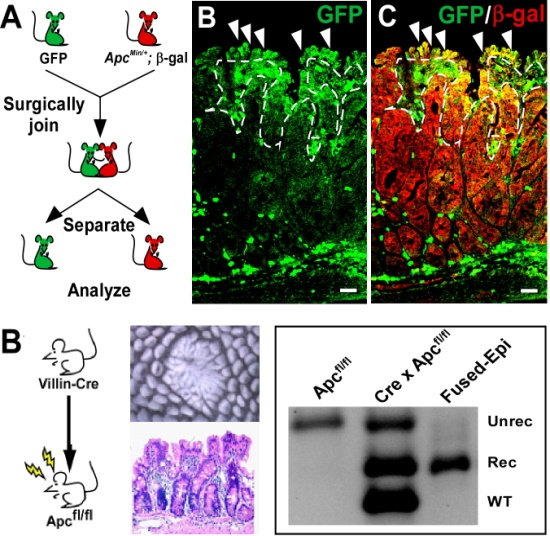 A
GFP
Apc^Min/+; β-gal
Surgically
join
Separate
Analyze
B
GFP
C
GFP/β-gal
B
Villin-Cre
Apc^fl/fl
Apc^fl/fl
Cre x Apc^fl/fl
Fused-Epi
Unrec
Rec
WT